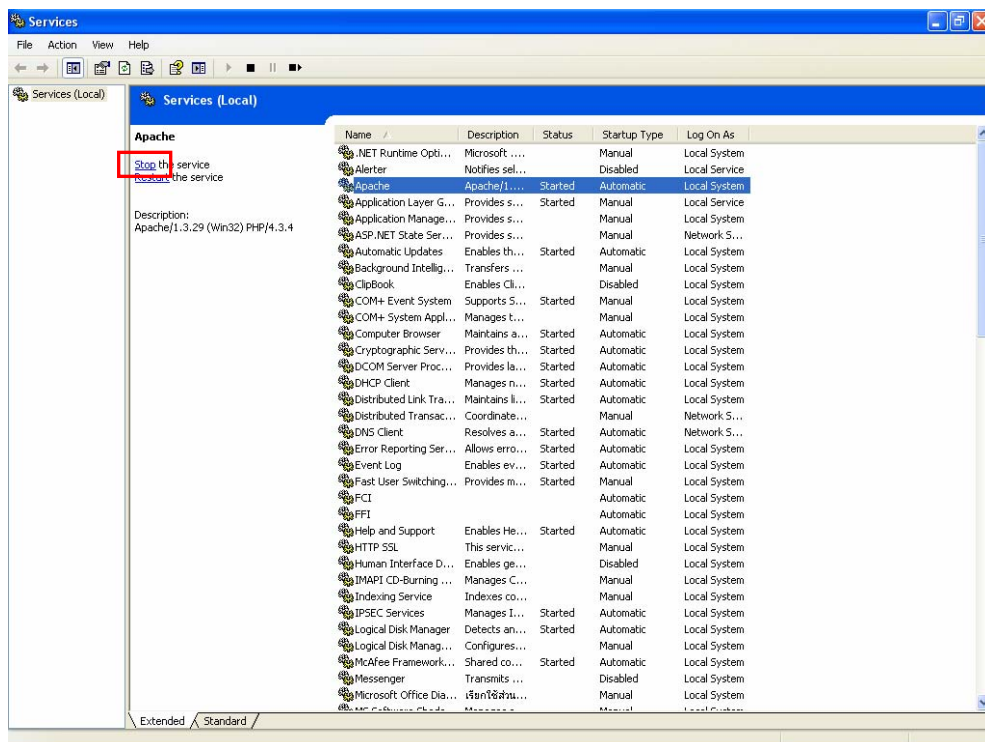 Services
File Action View Help
Services (Local)
Services (Local)
Apache
Stop the service
Restart the service
Description:
Apache/1.3.29 (Win32) PHP/4.3.4
Name Description Status Startup Type Log On As
.NET Runtime Opti... Microsoft .... Manual Local System
Alerter Notifies sel... Disabled Local Service
Apache Apache/1.... Started Automatic Local System
Application Layer G... Provides s... Started Manual Local Service
Application Manage... Provides s... Manual Local System
ASP.NET State Ser... Provides s... Manual Network S...
Automatic Updates Enables th... Started Automatic Local System
Background Intellig... Transfers ... Manual Local System
ClipBook Enables Cli... Disabled Local System
COM+ Event System Supports S... Started Manual Local System
COM+ System Appl... Manages t... Manual Local System
Computer Browser Maintains a... Started Automatic Local System
Cryptographic Serv... Provides th... Started Automatic Local System
DCOM Server Proc... Provides la... Started Automatic Local System
DHCP Client Manages n... Started Automatic Local System
Distributed Link Tra... Maintains li... Started Automatic Local System
Distributed Transac... Coordinate... Manual Network S...
DNS Client Resolves a... Started Automatic Network S...
Error Reporting Ser... Allows erro... Started Automatic Local System
Event Log Enables ev... Started Automatic Local System
Fast User Switching... Provides m... Started Manual Local System
FCI Automatic Local System
FFI Automatic Local System
Help and Support Enables He... Started Automatic Local System
HTTP SSL This servic... Manual Local System
Human Interface D... Enables ge... Disabled Local System
IMAPI CD-Burning ... Manages C... Manual Local System
Indexing Service Indexes co... Manual Local System
IPSEC Services Manages I... Started Automatic Local System
Logical Disk Manager Detects an... Started Automatic Local System
Logical Disk Manag... Configures... Manual Local System
McAfee Framework... Shared co... Started Automatic Local System
Messenger Transmits ... Disabled Local System
Microsoft Office Dia... เรียกใช้ส่วน... Manual Local System
Extended Standard